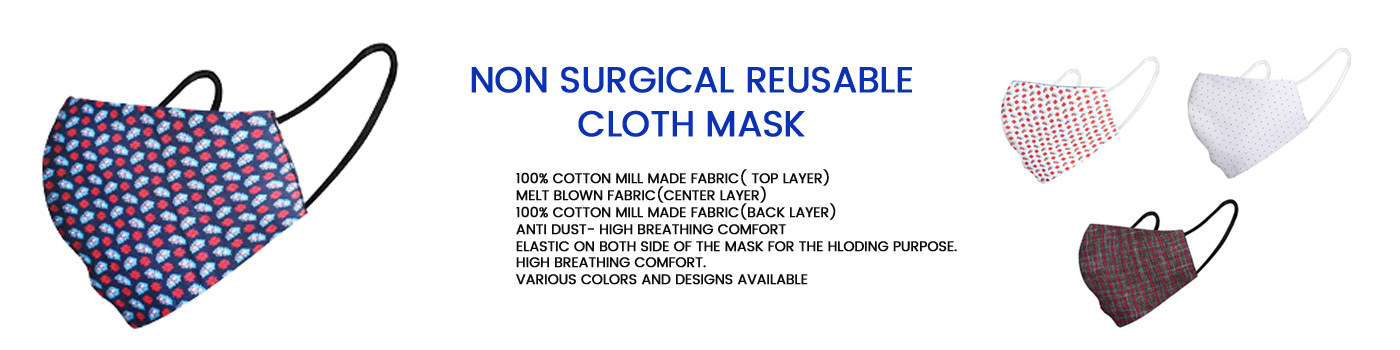 NON SURGICAL REUSABLE
CLOTH MASK
100% COTTON MILL MADE FABRIC( TOP LAYER)
MELT BLOWN FABRIC(CENTER LAYER)
100% COTTON MILL MADE FABRIC(BACK LAYER)
ANTI DUST- HIGH BREATHING COMFORT
ELASTIC ON BOTH SIDE OF THE MASK FOR THE HLODING PURPOSE.
HIGH BREATHING COMFORT.
VARIOUS COLORS AND DESIGNS AVAILABLE